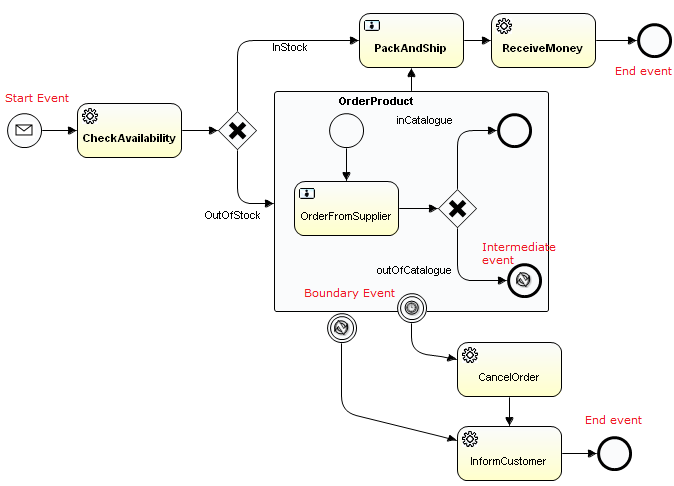 InStock
PackAndShip
ReceiveMoney
End event
Start Event
CheckAvailability
OrderProduct
inCatalogue
OutOfStock
OrderFromSupplier
Intermediate
event
outOfCatalogue
Boundary Event
CancelOrder
End event
InformCustomer